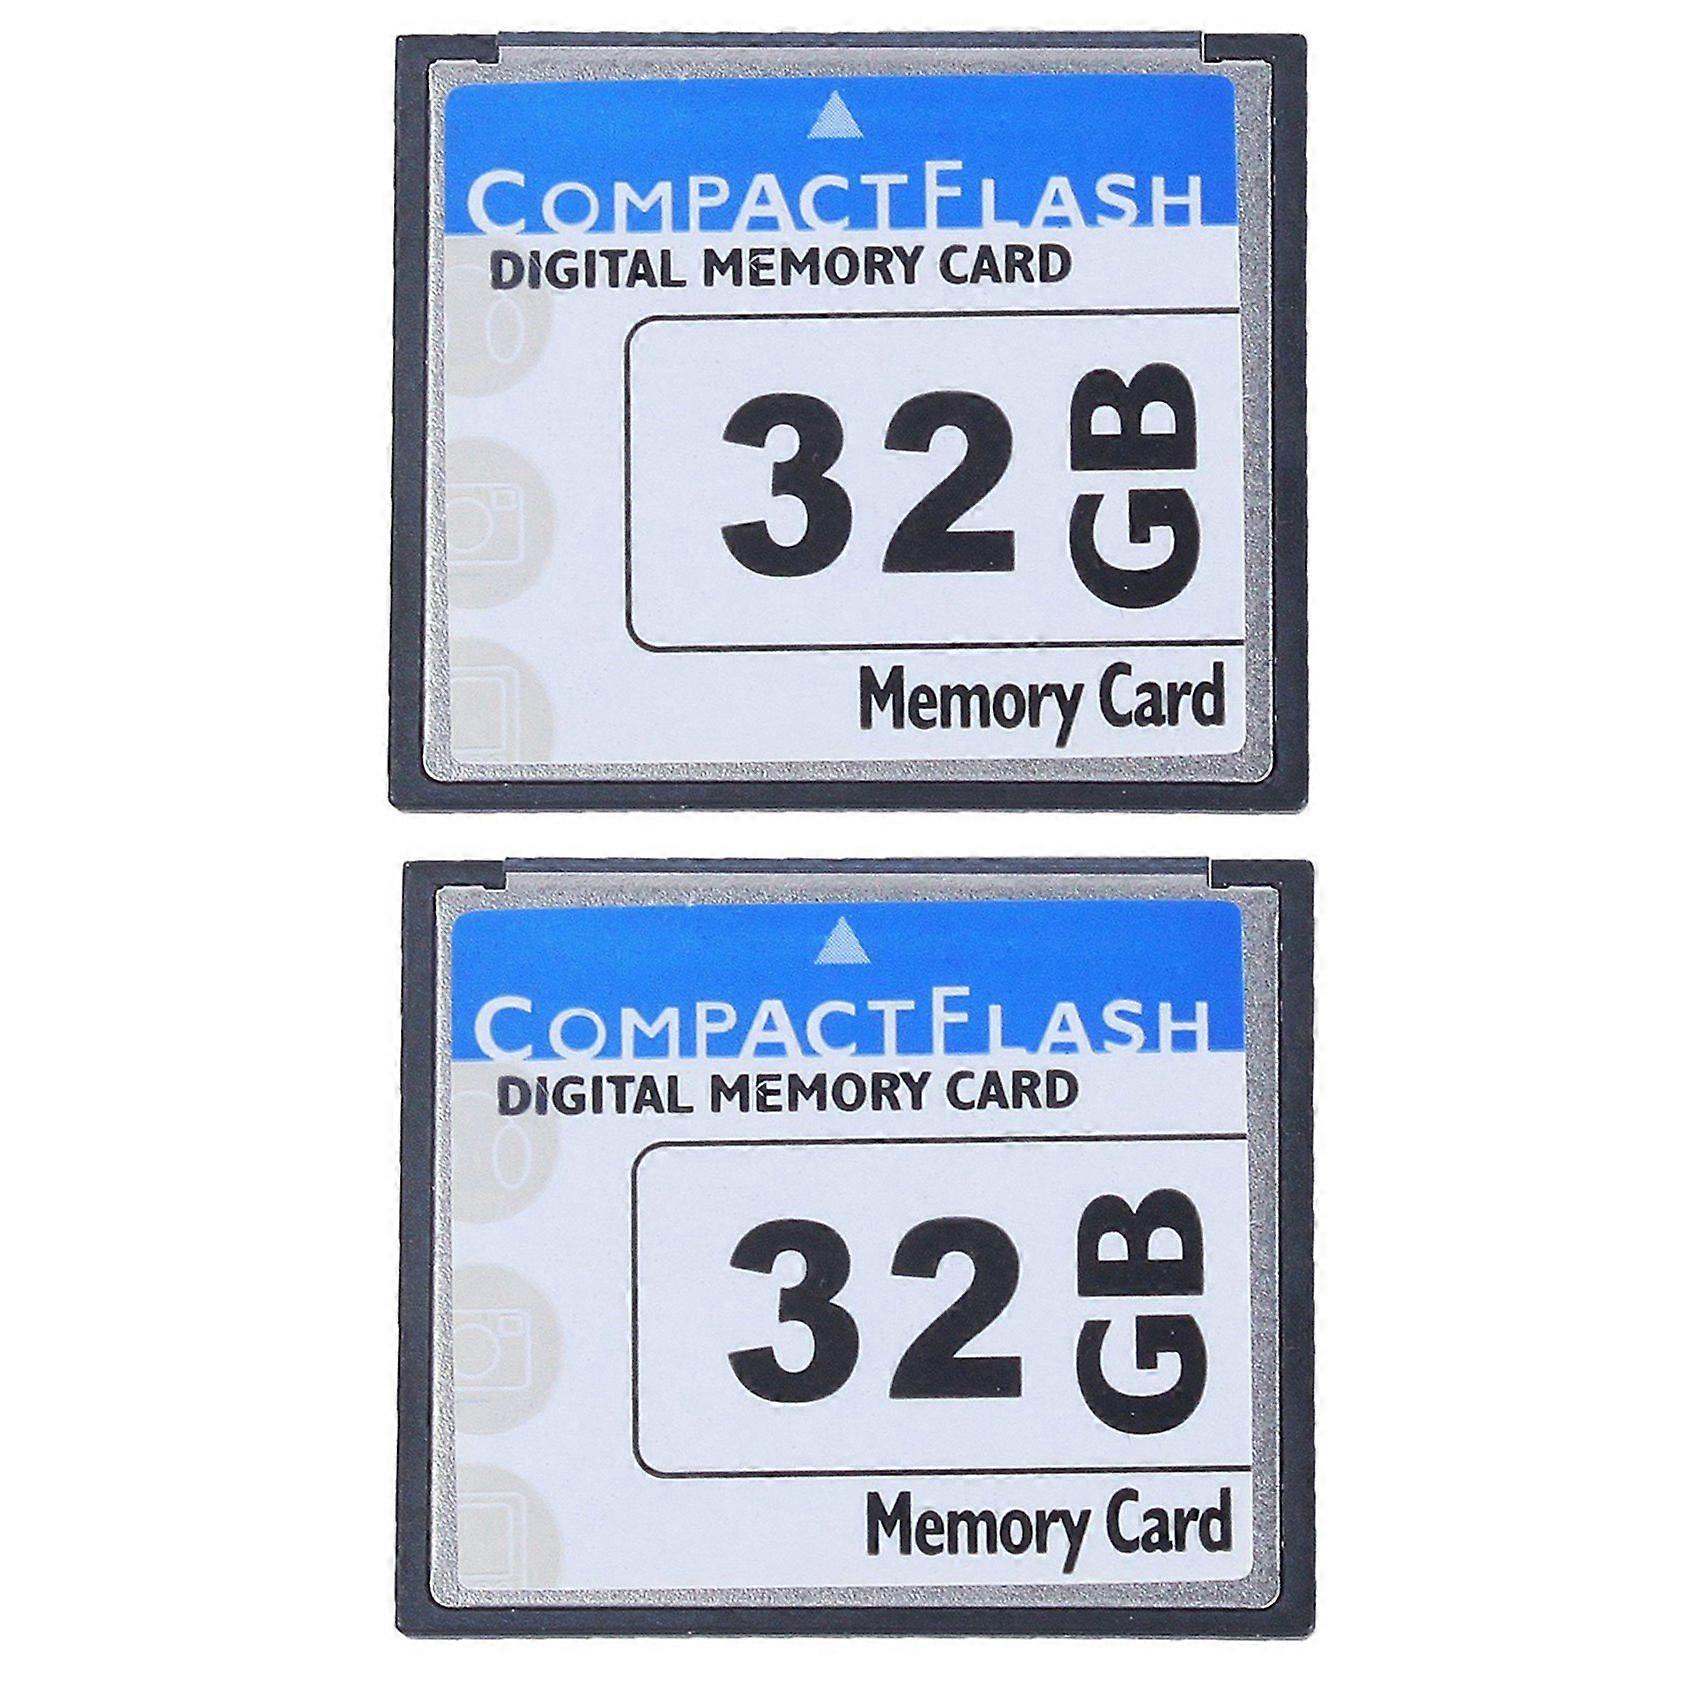 COMPACTFLASH
DIGITAL MEMORY CARD
32 GB
Memory Card
COMPACTFLASH
DIGITAL MEMORY CARD
32 GB
Memory Card